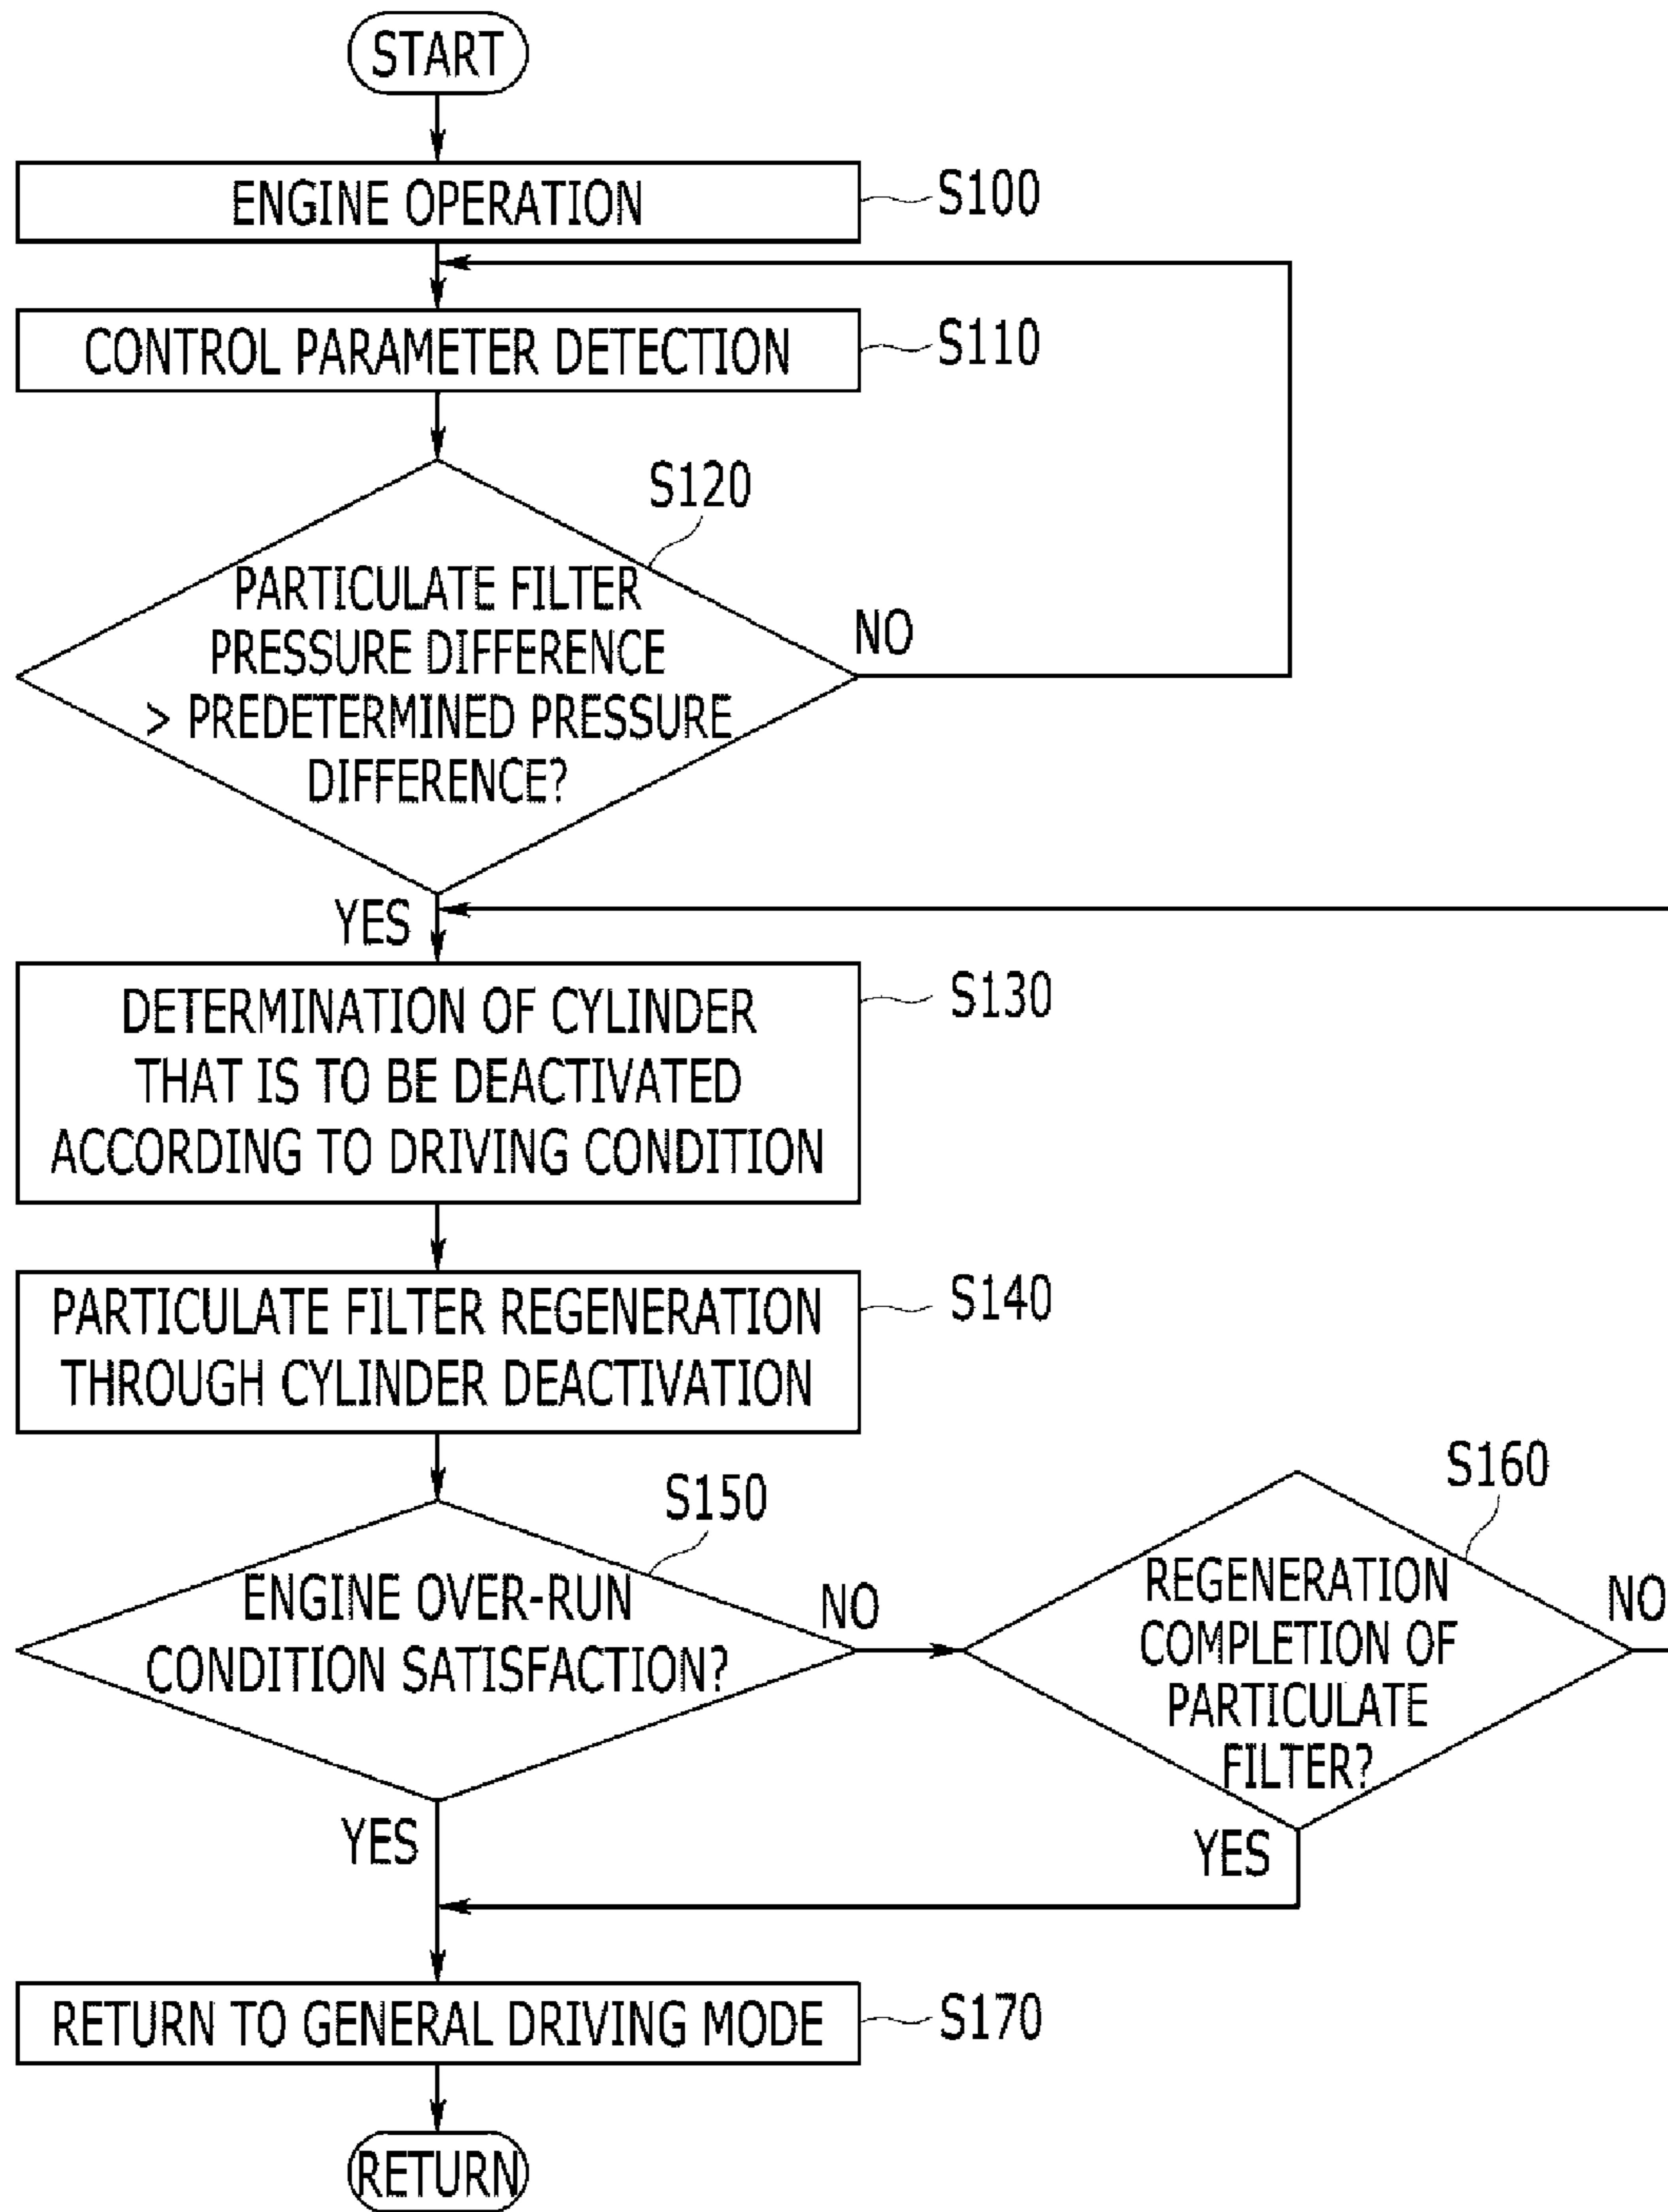 START
ENGINE OPERATION
S100
CONTROL PARAMETER DETECTION
S110
S120
PARTICULATE FILTER
PRESSURE DIFFERENCE
> PREDETERMINED PRESSURE
DIFFERENCE?
NO
YES
DETERMINATION OF CYLINDER
THAT IS TO BE DEACTIVATED
ACCORDING TO DRIVING CONDITION
S130
PARTICULATE FILTER REGENERATION
THROUGH CYLINDER DEACTIVATION
S140
S150
ENGINE OVER-RUN
CONDITION SATISFACTION?
NO
YES
S160
REGENERATION
COMPLETION OF
PARTICULATE
FILTER?
NO
YES
RETURN TO GENERAL DRIVING MODE
S170
RETURN